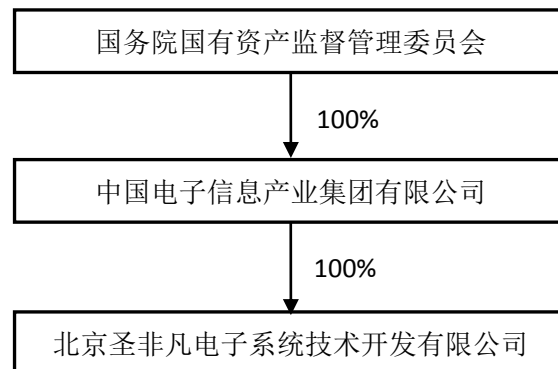 国务院国有资产监督管理委员会
100%
中国电子信息产业集团有限公司
100%
北京圣非凡电子系统技术开发有限公司